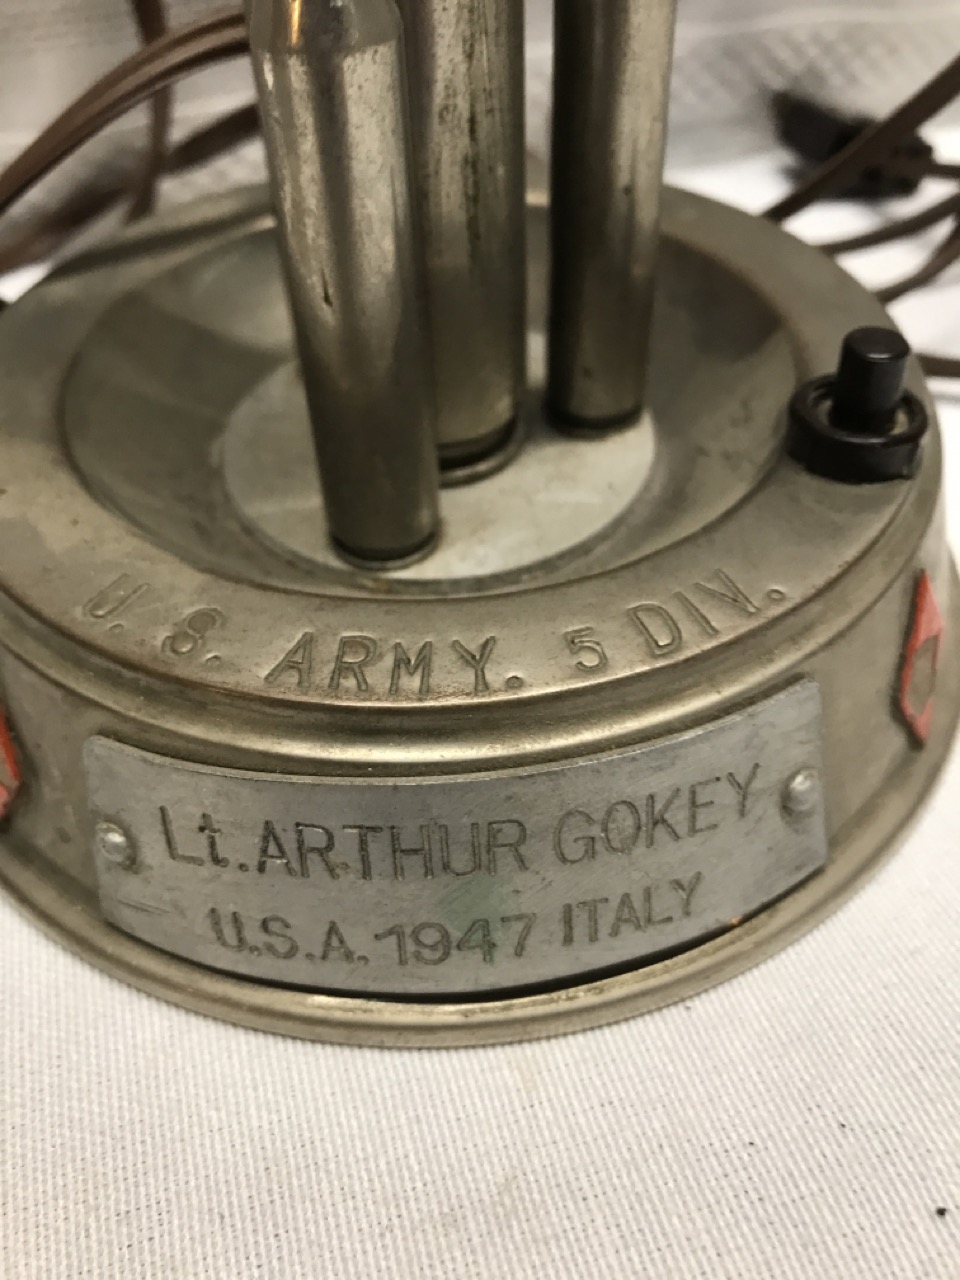 U. S. ARMY. 5 DIV.
Lt. ARTHUR GOKEY
U.S.A. 1947 ITALY